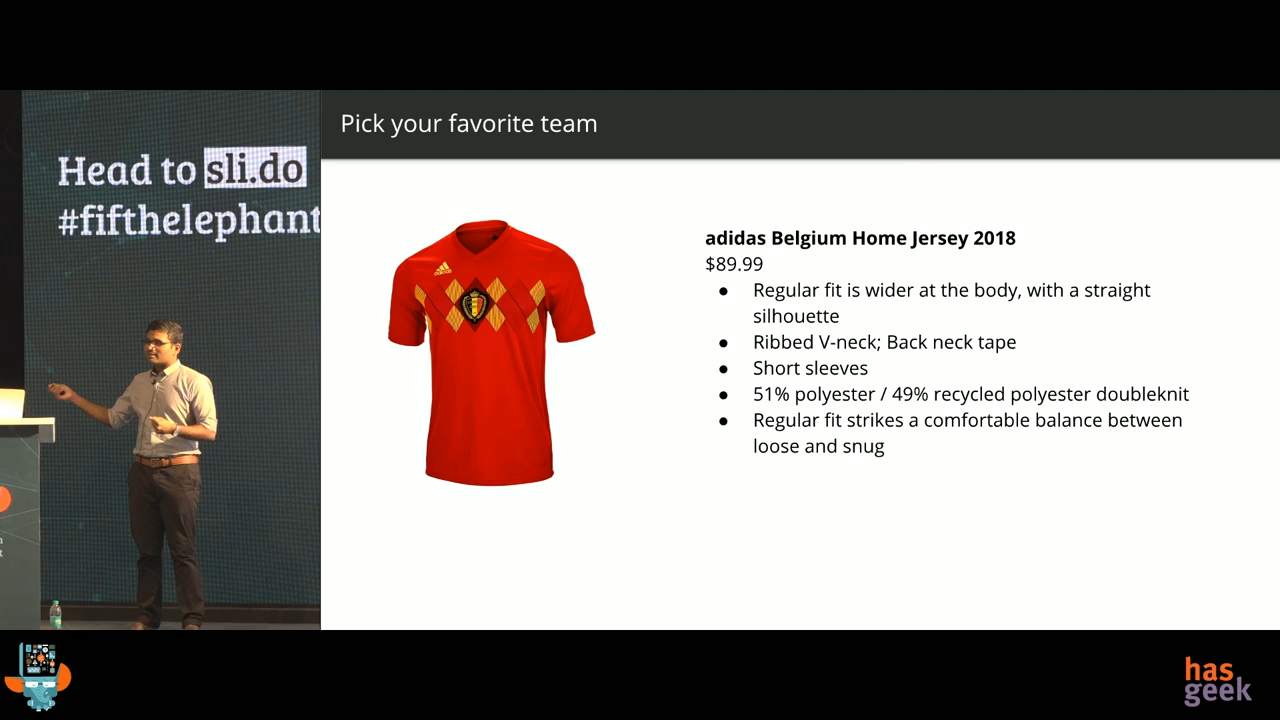 Head to sli.do
#fifthelephant
Pick your favorite team
adidas Belgium Home Jersey 2018
$89.99
● Regular fit is wider at the body, with a straight
silhouette
● Ribbed V-neck; Back neck tape
● Short sleeves
● 51% polyester / 49% recycled polyester doubleknit
● Regular fit strikes a comfortable balance between
loose and snug
has
geek